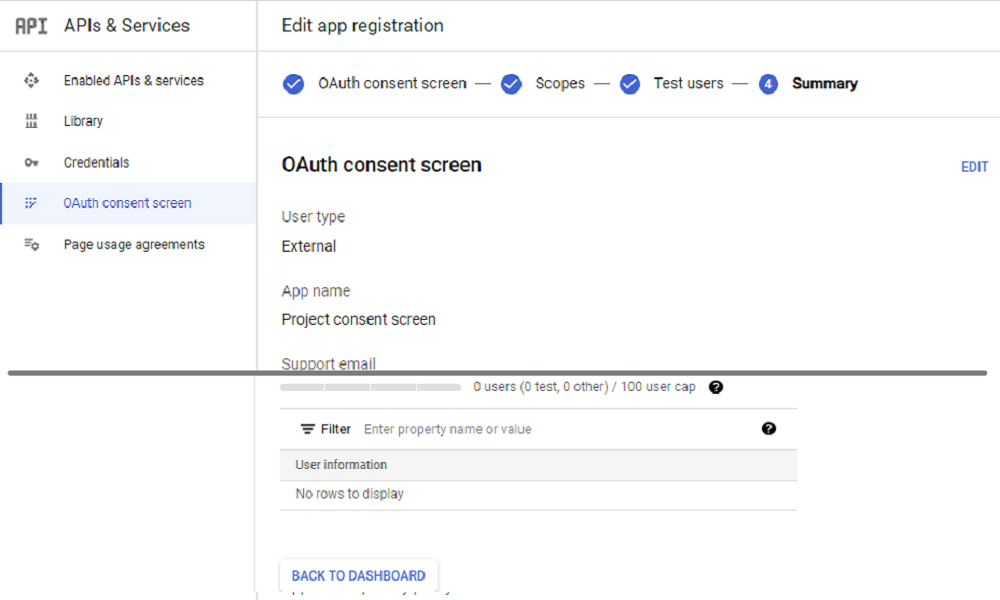 API APIs & Services
Edit app registration
Enabled APIs & services
Library
Credentials
OAuth consent screen
Page usage agreements
OAuth consent screen — Scopes — Test users — 4 Summary
OAuth consent screen
EDIT
User type
External
App name
Project consent screen
Support email
0 users (0 test, 0 other) / 100 user cap ?
Filter Enter property name or value ?
User information
No rows to display
BACK TO DASHBOARD